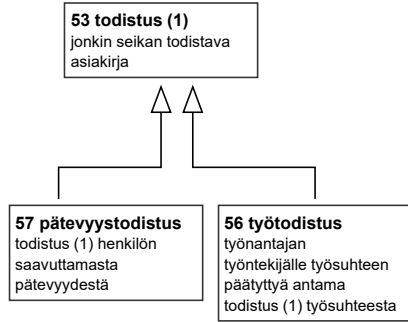 53 todistus (1)
jonkin seikan todistava
asiakirja
57 pätevyystodistus
todistus (1) henkilön
saavuttamasta
pätevyydestä
56 työtodistus
työnantajan
työntekijälle työsuhteen
päätyttyä antama
todistus (1) työsuhteesta